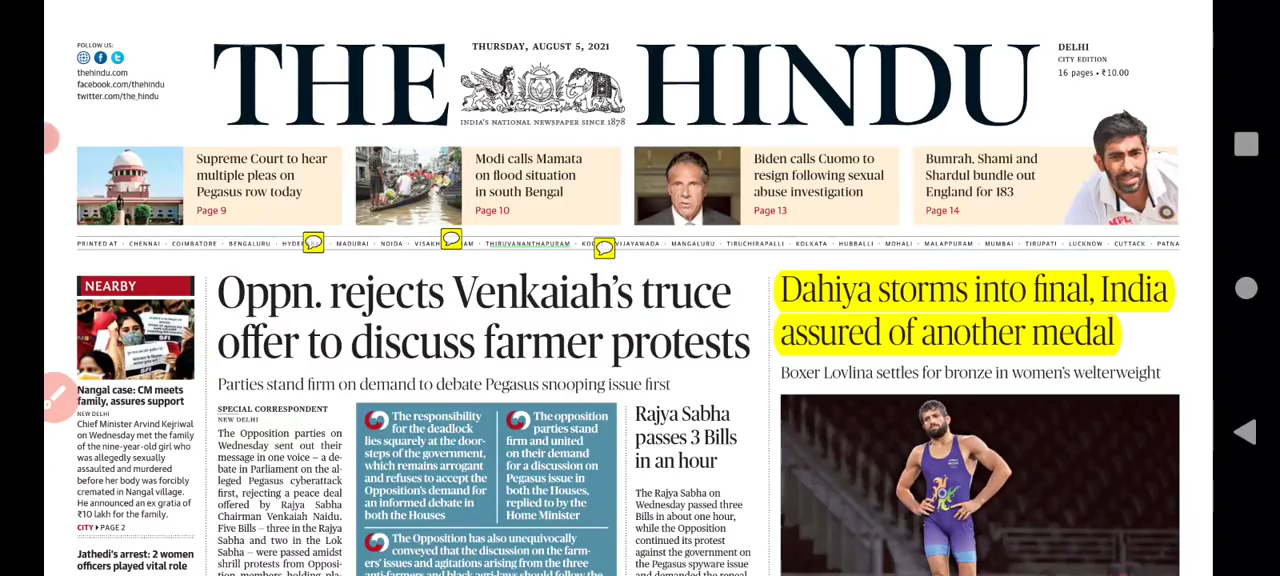 FOLLOW US:
thehindu.com
facebook.com/thehindu
twitter.com/the_hindu
THE HINDU
THURSDAY, AUGUST 5, 2021
INDIA'S NATIONAL NEWSPAPER SINCE 1878
DELHI
CITY EDITION
16 pages • ₹10.00
Supreme Court to hear
multiple pleas on
Pegasus row today
Page 9
Modi calls Mamata
on flood situation
in south Bengal
Page 10
Biden calls Cuomo to
resign following sexual
abuse investigation
Page 13
Bumrah, Shami and
Shardul bundle out
England for 183
Page 14
PRINTED AT · CHENNAI · COIMBATORE · BENGALURU · · MADURAI · NOIDA · · THIRUVANANTHAPURAM · · VIJAYAWADA · MANGALURU · TIRUCHIRAPALLI · KOLKATA · HUBBALLI · MOHALI · MALAPPURAM · MUMBAI · TIRUPATI · LUCKNOW · CUTTACK · PATNA
NEARBY
SFI
SFI
Nangal case: CM meets
family, assures support
NEW DELHI
Chief Minister Arvind Kejriwal
on Wednesday met the family
of the nine-year-old girl who
was allegedly sexually
assaulted and murdered
before her body was forcibly
cremated in Nangal village.
He announced an ex gratia of
₹10 lakh for the family.
CITY ▸ PAGE 2
Jathedi's arrest: 2 women
officers played vital role
Oppn. rejects Venkaiah's truce
offer to discuss farmer protests
Parties stand firm on demand to debate Pegasus snooping issue first
SPECIAL CORRESPONDENT
NEW DELHI
The Opposition parties on
Wednesday sent out their
message in one voice – a de-
bate in Parliament on the al-
leged Pegasus cyberattack
first, rejecting a peace deal
offered by Rajya Sabha
Chairman Venkaiah Naidu.
Five Bills – three in the Rajya
Sabha and two in the Lok
Sabha – were passed amidst
shrill protests from Opposi-
tion members holding pla-
The responsibility
for the deadlock
lies squarely at the door-
steps of the government,
which remains arrogant
and refuses to accept the
Opposition's demand for
an informed debate in
both the Houses
The opposition
parties stand
firm and united
on their demand
for a discussion on
Pegasus issue in
both the Houses,
replied to by the
Home Minister
The Opposition has also unequivocally
conveyed that the discussion on the farm-
ers' issues and agitations arising from the three
anti-farmers and black agri-laws should follow the
Rajya Sabha
passes 3 Bills
in an hour
The Rajya Sabha on
Wednesday passed three
Bills in about one hour,
while the Opposition
continued its protest
against the government on
the Pegasus spyware issue
and demanded the repeal
Dahiya storms into final, India
assured of another medal
Boxer Lovlina settles for bronze in women's welterweight